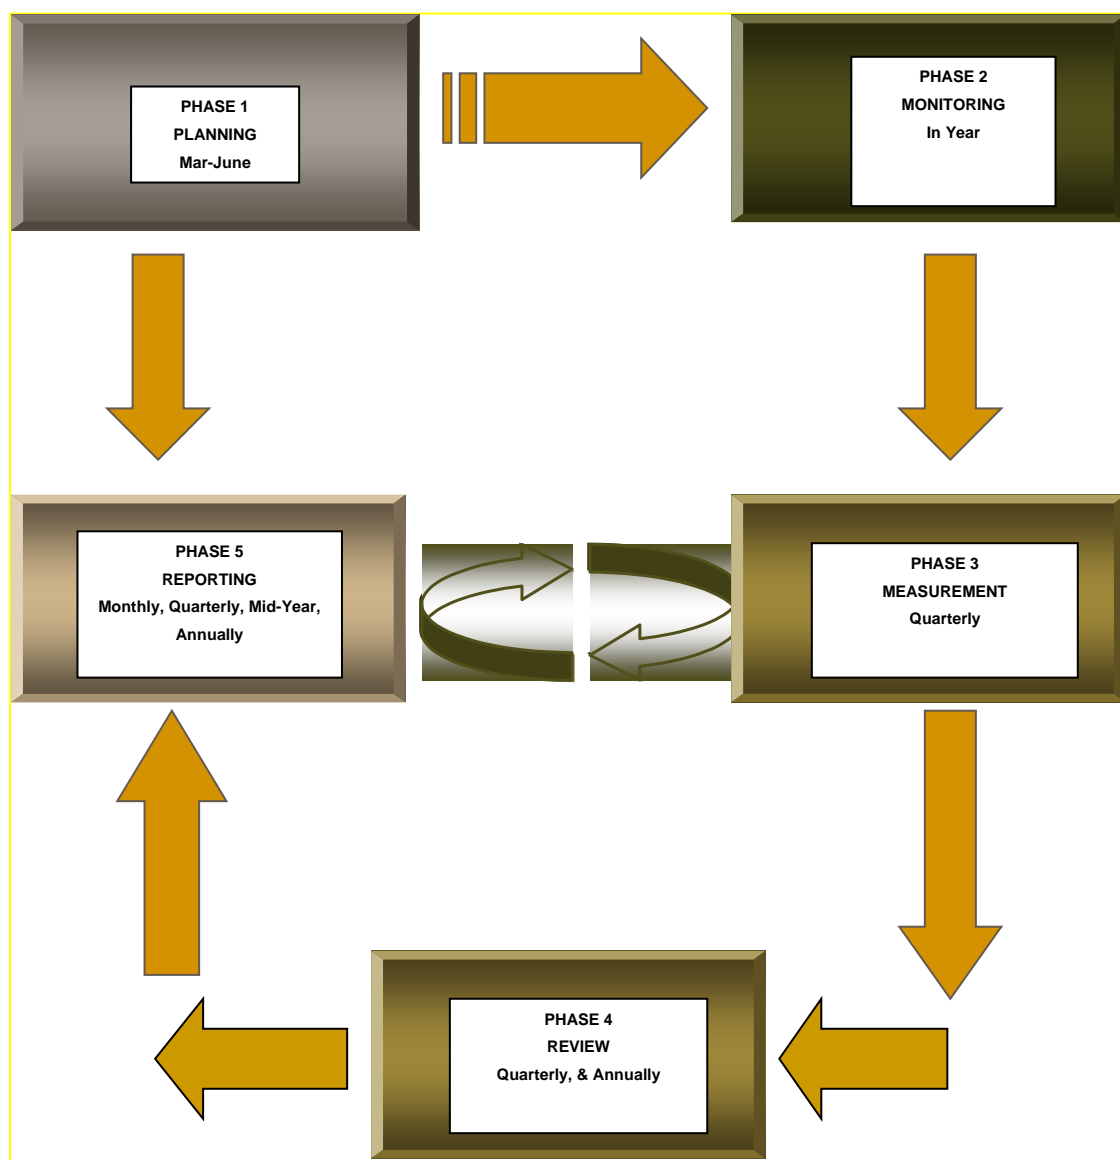 PHASE 1
PLANNING
Mar-June
PHASE 2
MONITORING
In Year
PHASE 5
REPORTING
Monthly, Quarterly, Mid-Year,
Annually
PHASE 3
MEASUREMENT
Quarterly
PHASE 4
REVIEW
Quarterly, & Annually